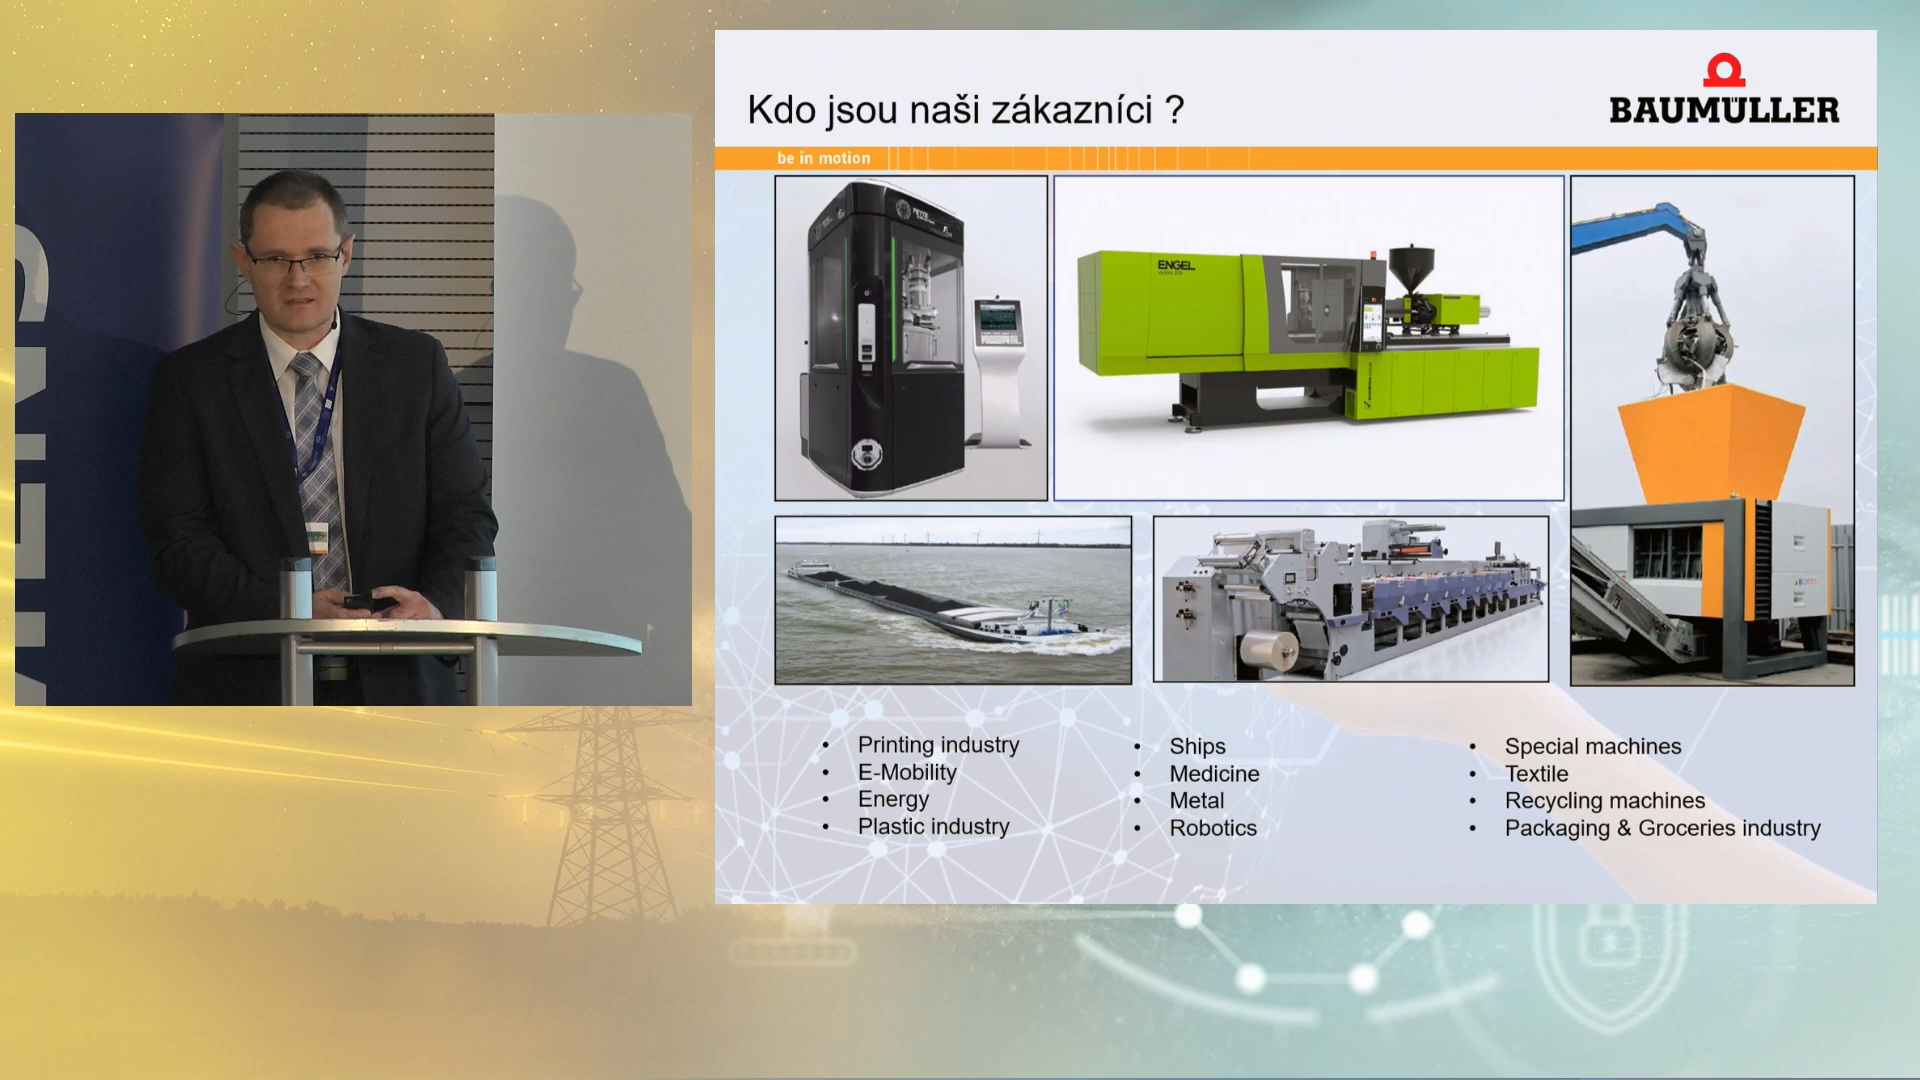 Kdo jsou naši zákazníci ?
BAUMÜLLER
be in motion
ENGEL
• Printing industry
• E-Mobility
• Energy
• Plastic industry
• Ships
• Medicine
• Metal
• Robotics
• Special machines
• Textile
• Recycling machines
• Packaging & Groceries industry